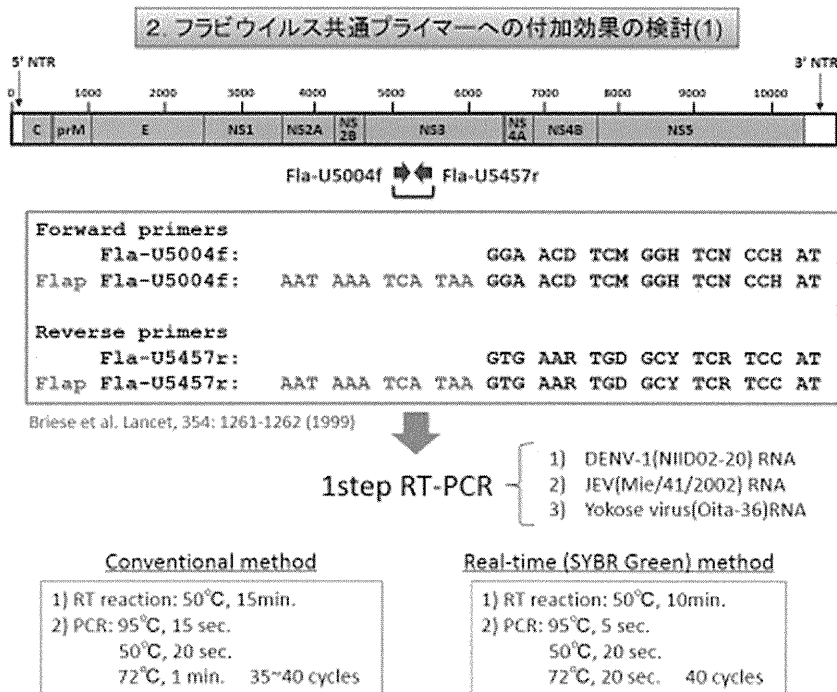 2. フラビウイルス共通プライマーへの付加効果の検討(1)
5' NTR 3' NTR
0 1000 2000 3000 4000 5000 6000 7000 8000 9000 10000
C prM E NS1 NS2A NS2B NS3 NS4A NS4B NS5
Fla-U5004f Fla-U5457r
Forward primers
Fla-U5004f: GGA ACD TCM GGH TCN CCH AT
Flap Fla-U5004f: AAT AAA TCA TAA GGA ACD TCM GGH TCN CCH AT
Reverse primers
Fla-U5457r: GTG AAR TGD GCY TCR TCC AT
Flap Fla-U5457r: AAT AAA TCA TAA GTG AAR TGD GCY TCR TCC AT
Briese et al. Lancet, 354: 1261-1262 (1999)
1step RT-PCR
1) DENV-1(NIID02-20) RNA
2) JEV(Mie/41/2002) RNA
3) Yokose virus(Oita-36)RNA
Conventional method
1) RT reaction: 50℃, 15min.
2) PCR: 95℃, 15 sec.
50℃, 20 sec.
72℃, 1 min. 35~40 cycles
Real-time (SYBR Green) method
1) RT reaction: 50℃, 10min.
2) PCR: 95℃, 5 sec.
50℃, 20 sec.
72℃, 20 sec. 40 cycles